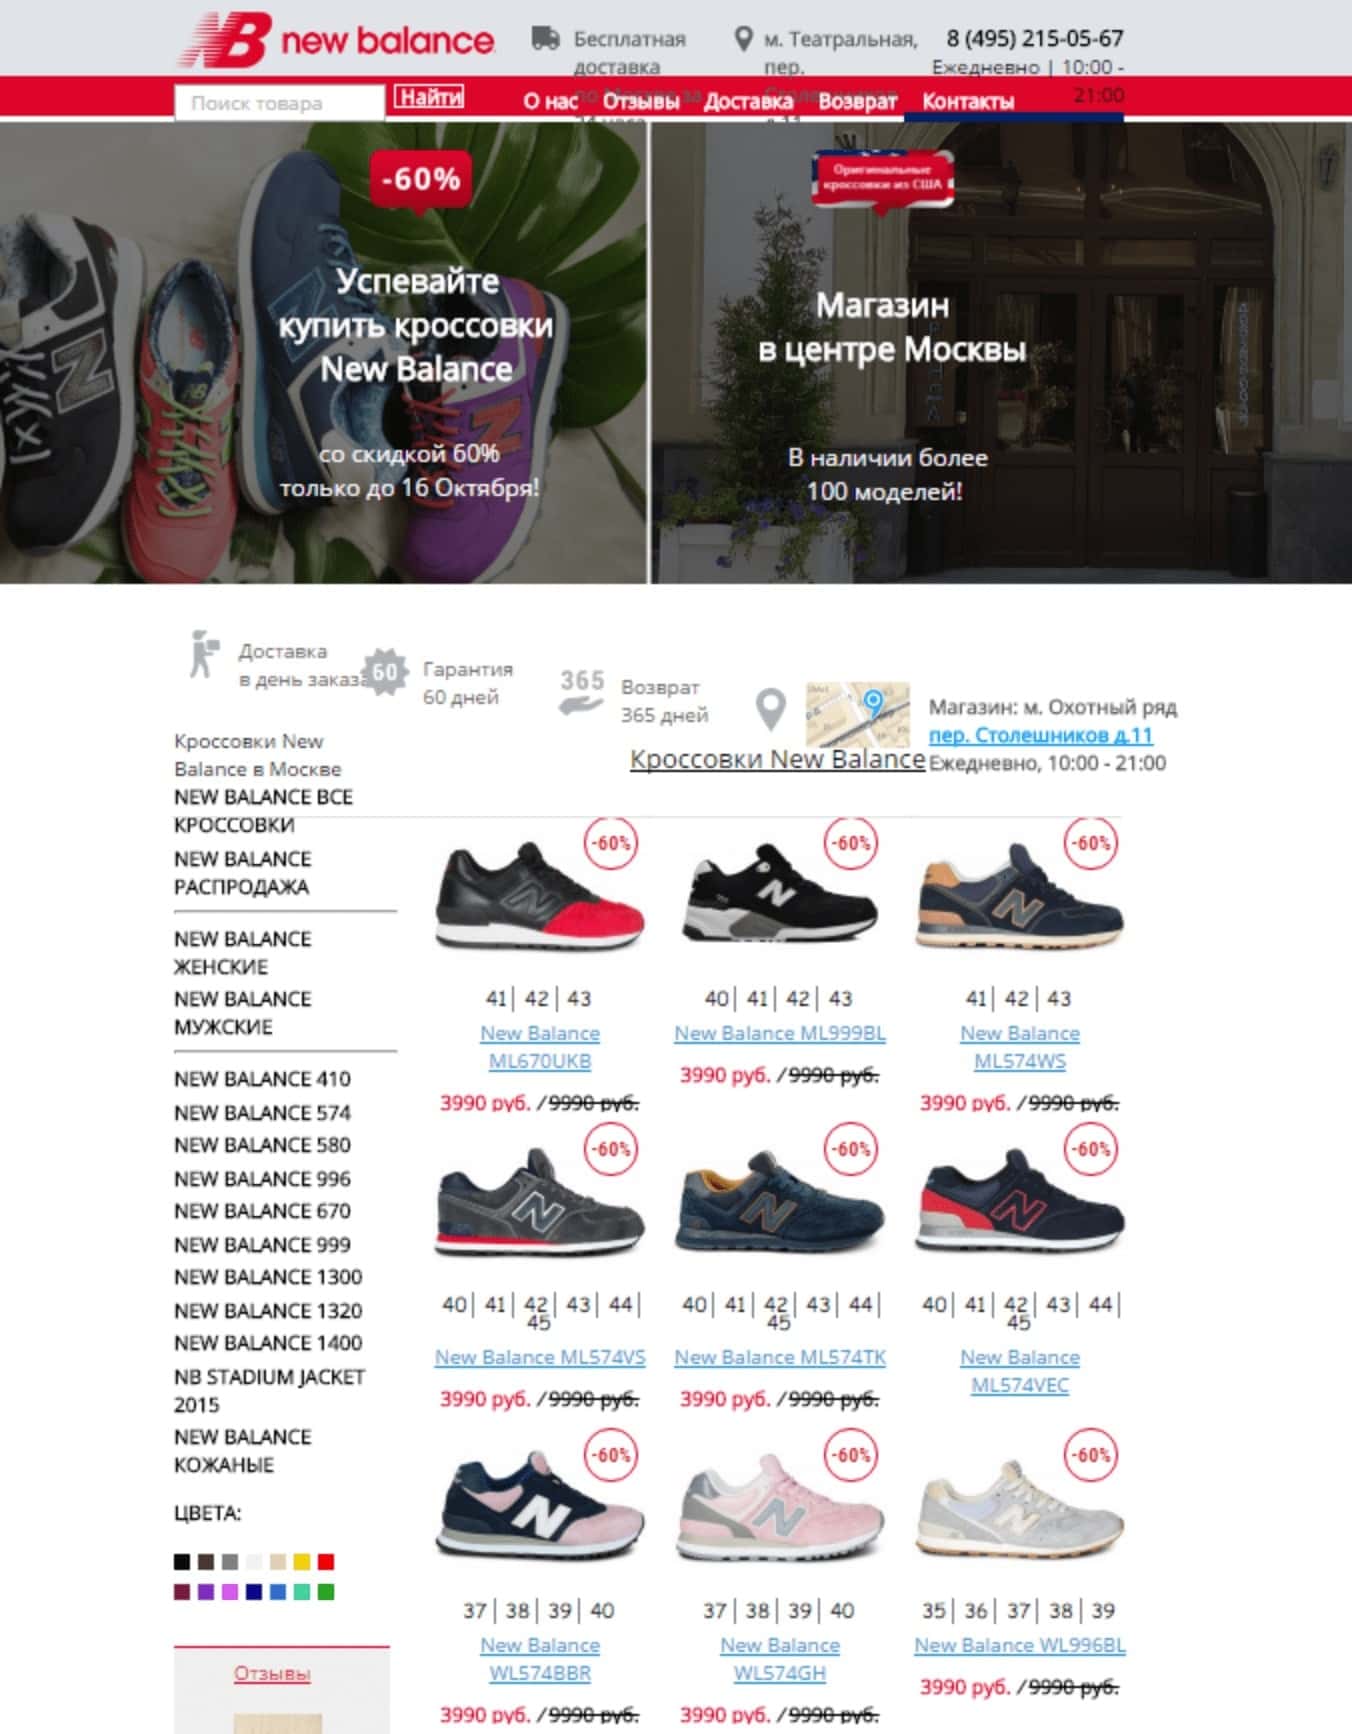 new balance
Бесплатная
доставка
по Москве за
24 часа
м. Театральная,
пер.
Столешников
д.11
8 (495) 215-05-67
Ежедневно | 10:00 -
21:00
Поиск товара
Найти
О нас
Отзывы
Доставка
Возврат
Контакты
-60%
Успевайте
купить кроссовки
New Balance
со скидкой 60%
только до 16 Октября!
Оригинальные
кроссовки из США
Магазин
в центре Москвы
В наличии более
100 моделей!
Доставка
в день заказа
60
Гарантия
60 дней
365
Возврат
365 дней
Магазин: м. Охотный ряд
пер. Столешников д.11
Ежедневно, 10:00 - 21:00
Кроссовки New
Balance в Москве
NEW BALANCE ВСЕ
КРОССОВКИ
NEW BALANCE
РАСПРОДАЖА
NEW BALANCE
ЖЕНСКИЕ
NEW BALANCE
МУЖСКИЕ
NEW BALANCE 410
NEW BALANCE 574
NEW BALANCE 580
NEW BALANCE 996
NEW BALANCE 670
NEW BALANCE 999
NEW BALANCE 1300
NEW BALANCE 1320
NEW BALANCE 1400
NB STADIUM JACKET
2015
NEW BALANCE
КОЖАНЫЕ
ЦВЕТА:
Отзывы
Кроссовки New Balance
-60%
41| 42| 43
New Balance
ML670UKB
3990 руб. /9990 руб.
-60%
40| 41| 42| 43
New Balance ML999BL
3990 руб. /9990 руб.
-60%
41| 42| 43
New Balance
ML574WS
3990 руб. /9990 руб.
-60%
40| 41| 42| 43| 44|
45
New Balance ML574VS
3990 руб. /9990 руб.
-60%
40| 41| 42| 43| 44|
45
New Balance ML574TK
3990 руб. /9990 руб.
-60%
40| 41| 42| 43| 44|
45
New Balance
ML574VEC
-60%
37| 38| 39| 40
New Balance
WL574BBR
3990 руб. /9990 руб.
-60%
37| 38| 39| 40
New Balance
WL574GH
3990 руб. /9990 руб.
-60%
35| 36| 37| 38| 39
New Balance WL996BL
3990 руб. /9990 руб.